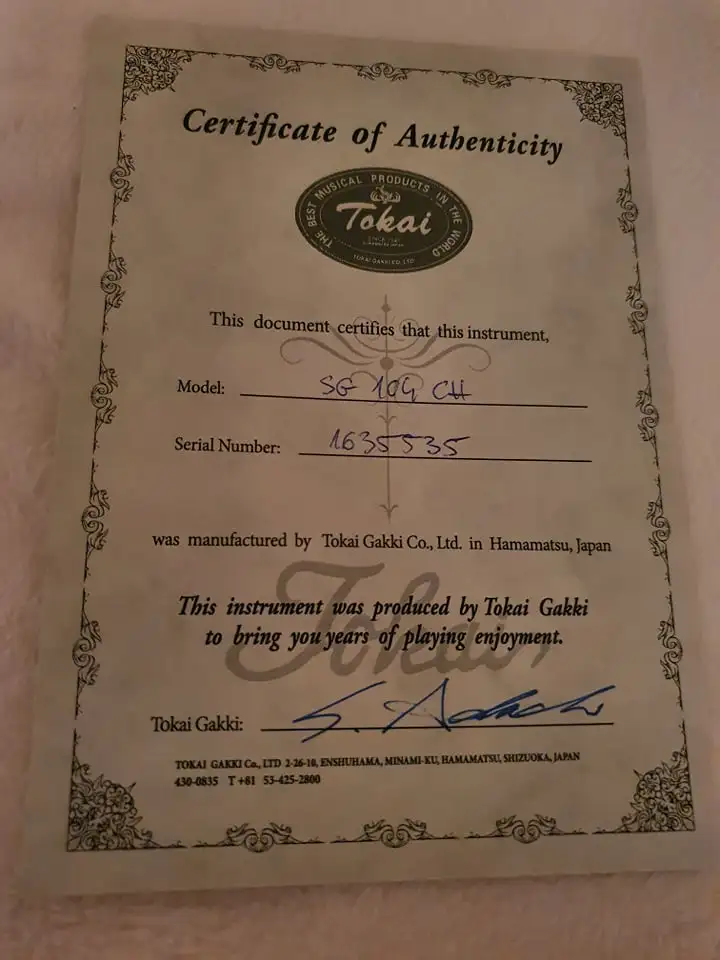 Certificate of Authenticity
THE BEST MUSICAL PRODUCTS IN THE WORLD
Tokai
TOKAI GAKKI CO., LTD
This document certifies that this instrument,
Model: SG 104 CH
Serial Number: 1635535
was manufactured by Tokai Gakki Co., Ltd. in Hamamatsu, Japan
Tokai
This instrument was produced by Tokai Gakki
to bring you years of playing enjoyment.
Tokai Gakki: S. Adachi
TOKAI GAKKI Co., LTD 2-26-10, ENSHUHAMA, MINAMI-KU, HAMAMATSU, SHIZUOKA, JAPAN
430-0835 T +81 53-425-2800